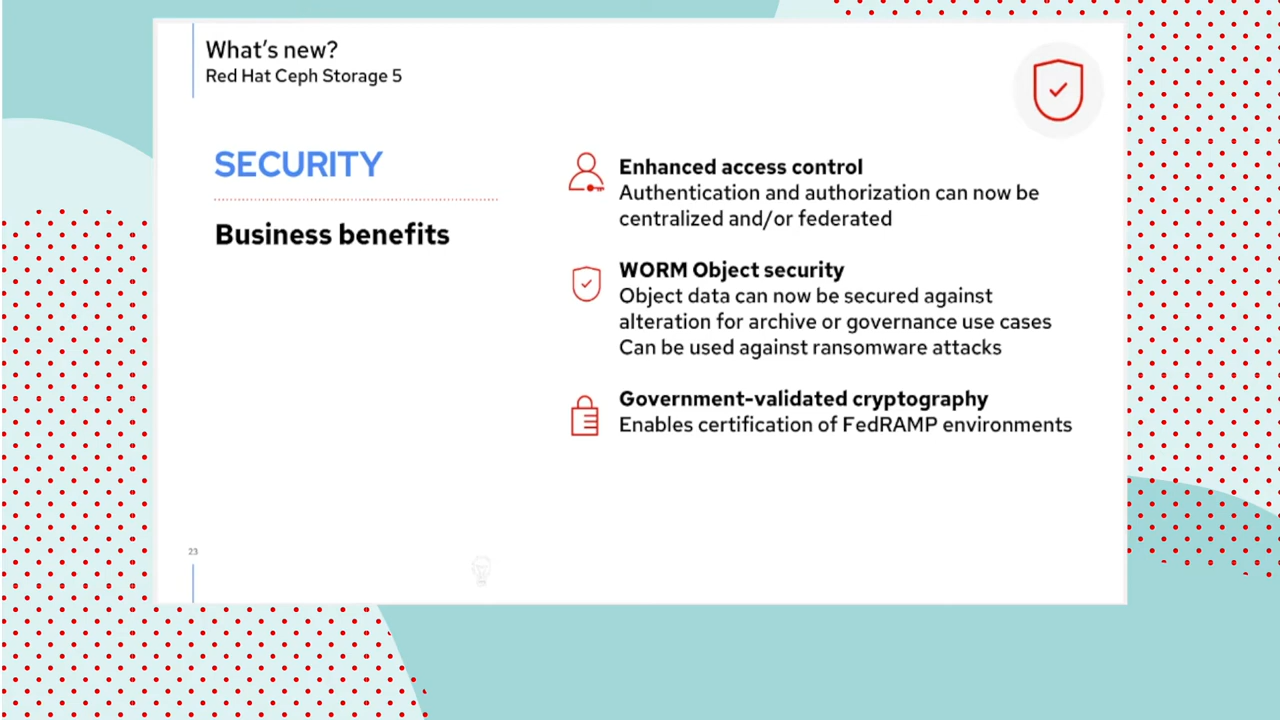 What’s new?
Red Hat Ceph Storage 5
SECURITY
Business benefits
Enhanced access control
Authentication and authorization can now be
centralized and/or federated
WORM Object security
Object data can now be secured against
alteration for archive or governance use cases
Can be used against ransomware attacks
Government-validated cryptography
Enables certification of FedRAMP environments
23